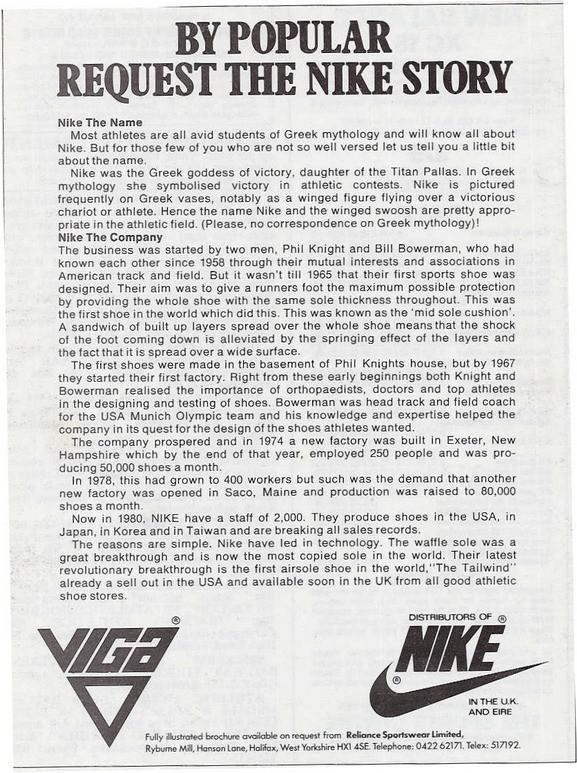 BY POPULAR
REQUEST THE NIKE STORY
Nike The Name
Most athletes are all avid students of Greek mythology and will know all about
Nike. But for those few of you who are not so well versed let us tell you a little bit
about the name.
Nike was the Greek goddess of victory, daughter of the Titan Pallas. In Greek
mythology she symbolised victory in athletic contests. Nike is pictured
frequently on Greek vases, notably as a winged figure flying over a victorious
chariot or athlete. Hence the name Nike and the winged swoosh are pretty appro-
priate in the athletic field. (Please, no correspondence on Greek mythology)!
Nike The Company
The business was started by two men, Phil Knight and Bill Bowerman, who had
known each other since 1958 through their mutual interests and associations in
American track and field. But it wasn't till 1965 that their first sports shoe was
designed. Their aim was to give a runners foot the maximum possible protection
by providing the whole shoe with the same sole thickness throughout. This was
the first shoe in the world which did this. This was known as the 'mid sole cushion'.
A sandwich of built up layers spread over the whole shoe means that the shock
of the foot coming down is alleviated by the springing effect of the layers and
the fact that it is spread over a wide surface.
The first shoes were made in the basement of Phil Knights house, but by 1967
they started their first factory. Right from these early beginnings both Knight and
Bowerman realised the importance of orthopaedists, doctors and top athletes
in the designing and testing of shoes. Bowerman was head track and field coach
for the USA Munich Olympic team and his knowledge and expertise helped the
company in its quest for the design of the shoes athletes wanted.
The company prospered and in 1974 a new factory was built in Exeter, New
Hampshire which by the end of that year, employed 250 people and was pro-
ducing 50,000 shoes a month.
In 1978, this had grown to 400 workers but such was the demand that another
new factory was opened in Saco, Maine and production was raised to 80,000
shoes a month.
Now in 1980, NIKE have a staff of 2,000. They produce shoes in the USA, in
Japan, in Korea and in Taiwan and are breaking all sales records.
The reasons are simple. Nike have led in technology. The waffle sole was a
great breakthrough and is now the most copied sole in the world. Their latest
revolutionary breakthrough is the first airsole shoe in the world,"The Tailwind"
already a sell out in the USA and available soon in the UK from all good athletic
shoe stores.
VIGA ®
DISTRIBUTORS OF ®
NIKE
®
IN THE U.K.
AND EIRE
Fully illustrated brochure available on request from Reliance Sportswear Limited,
Ryburne Mill, Hanson Lane, Halifax, West Yorkshire HX1 4SE. Telephone: 0422 62171. Telex: 517192.